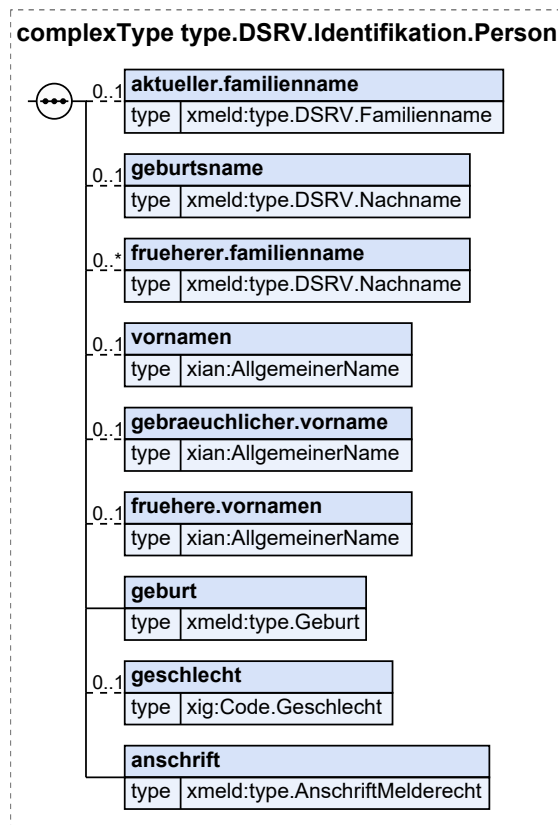 complexType type.DSRV.Identifikation.Person
0..1 aktueller.familienname
type xmeld:type.DSRV.Familienname
0..1 geburtsname
type xmeld:type.DSRV.Nachname
0..* frueherer.familienname
type xmeld:type.DSRV.Nachname
0..1 vornamen
type xian:AllgemeinerName
0..1 gebraeuchlicher.vorname
type xian:AllgemeinerName
0..1 fruehere.vornamen
type xian:AllgemeinerName
geburt
type xmeld:type.Geburt
0..1 geschlecht
type xig:Code.Geschlecht
anschrift
type xmeld:type.AnschriftMelderecht